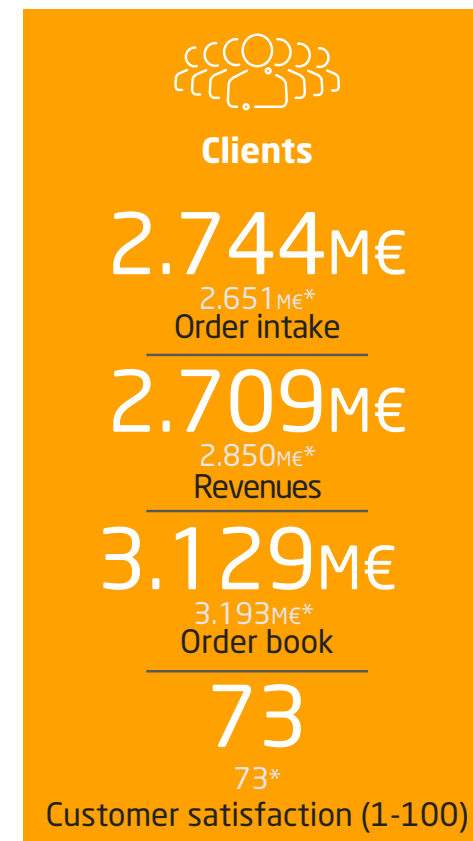 Clients
2.744M€
2.651M€*
Order intake
2.709M€
2.850M€*
Revenues
3.129M€
3.193M€*
Order book
73
73*
Customer satisfaction (1-100)